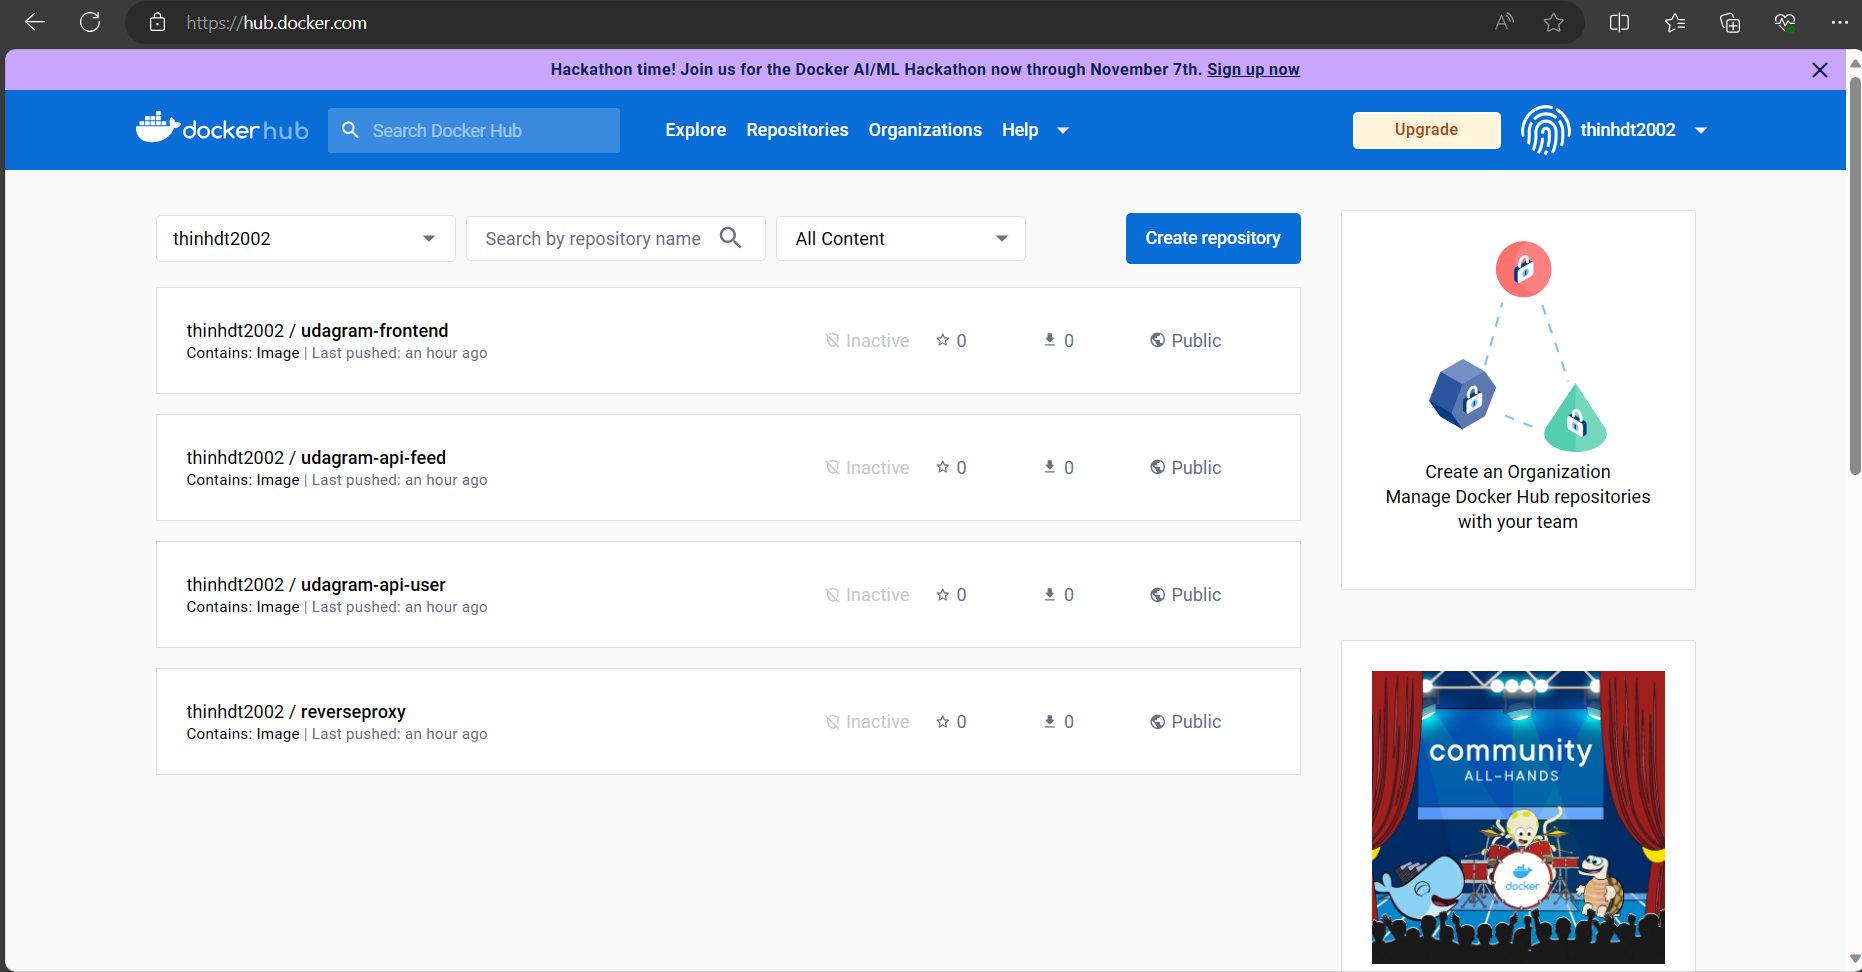 https://hub.docker.com
Hackathon time! Join us for the Docker AI/ML Hackathon now through November 7th. Sign up now
docker hub
Search Docker Hub
Explore
Repositories
Organizations
Help
Upgrade
thinhdt2002
thinhdt2002
Search by repository name
All Content
Create repository
thinhdt2002 / udagram-frontend
Contains: Image | Last pushed: an hour ago
Inactive
0
0
Public
thinhdt2002 / udagram-api-feed
Contains: Image | Last pushed: an hour ago
Inactive
0
0
Public
thinhdt2002 / udagram-api-user
Contains: Image | Last pushed: an hour ago
Inactive
0
0
Public
thinhdt2002 / reverseproxy
Contains: Image | Last pushed: an hour ago
Inactive
0
0
Public
Create an Organization
Manage Docker Hub repositories
with your team
community
ALL-HANDS
docker